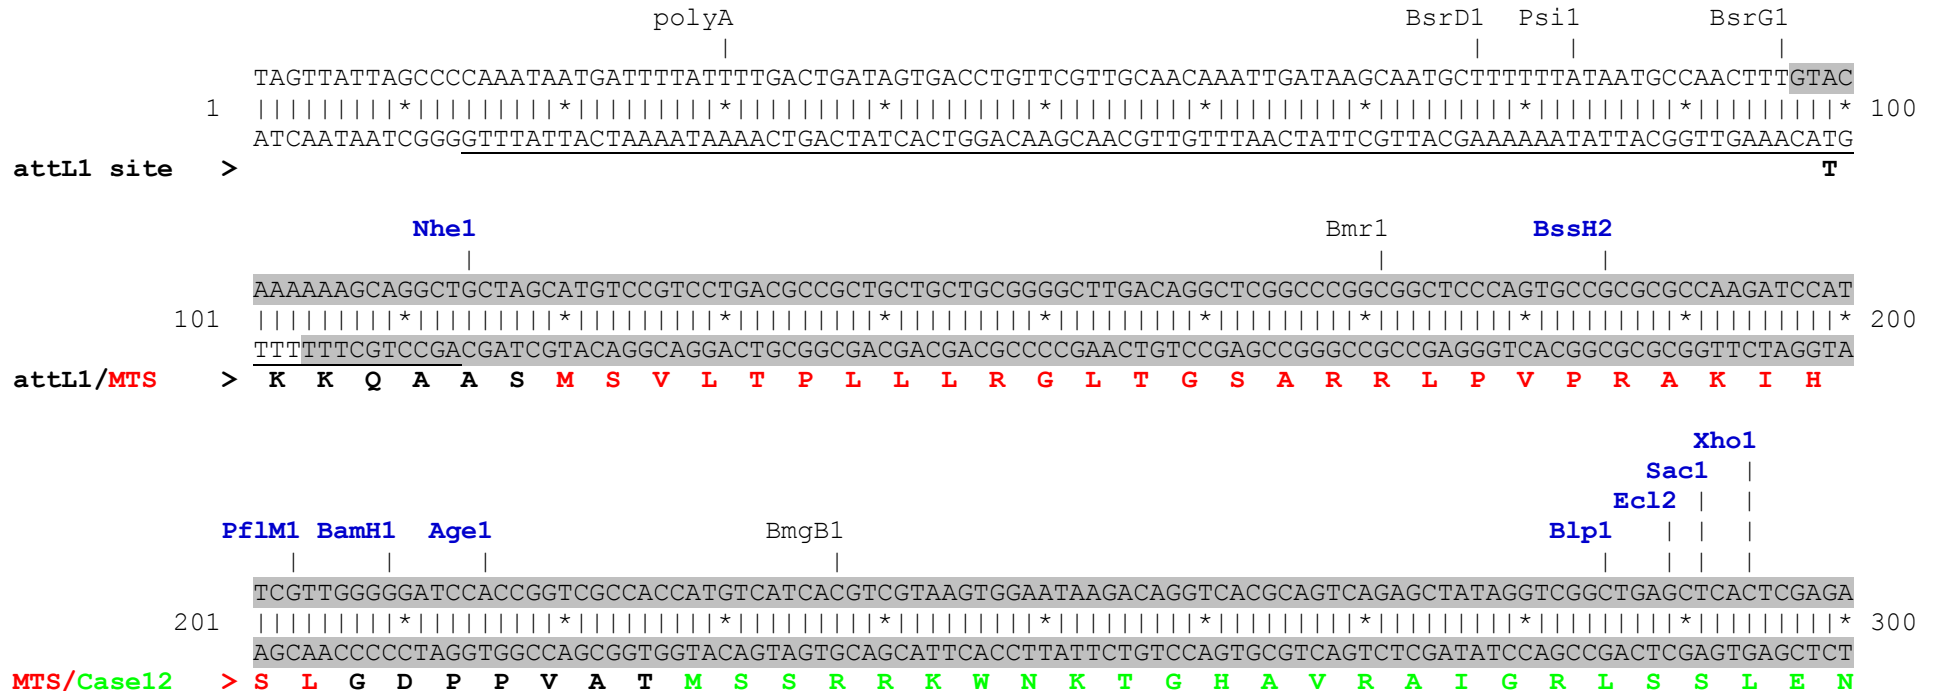 polyA BsrD1 Psi1 BsrG1
| | | |
TAGTTATTAGCCCCAAATAATGATTTTATTTTGACTGATAGTGACCTGTTCGTTGCAACAAATTGATAAGCAATGCTTTTTTATAATGCCAACTTTGTAC
1 |||||||||*|||||||||*|||||||||*|||||||||*|||||||||*|||||||||*|||||||||*|||||||||*|||||||||*|||||||||* 100
ATCAATAATCGGGGTTTATTACTAAAATAAAACTGACTATCACTGGACAAGCAACGTTGTTTAACTATTCGTTACGAAAAAATATTACGGTTGAAACATG
attL1 site > T
Nhe1 Bmr1 BssH2
| | |
AAAAAAGCAGGCTGCTAGCATGTCCGTCCTGACGCCGCTGCTGCTGCGGGGCTTGACAGGCTCGGCCCGGCGGCTCCCAGTGCCGCGCGCCAAGATCCAT
101 |||||||||*|||||||||*|||||||||*|||||||||*|||||||||*|||||||||*|||||||||*|||||||||*|||||||||*|||||||||* 200
TTTTTTCGTCCGACGATCGTACAGGCAGGACTGCGGCGACGACGACGCCCCGAACTGTCCGAGCCGGGCCGCCGAGGGTCACGGCGCGCGGTTCTAGGTA
attL1/MTS > K K Q A A S M S V L T P L L L R G L T G S A R R L P V P R A K I H
Xho1
Sac1 |
Ecl2 | |
PflM1 BamH1 Age1 BmgB1 Blp1 | | |
| | | | | | | |
TCGTTGGGGGATCCACCGGTCGCCACCATGTCATCACGTCGTAAGTGGAATAAGACAGGTCACGCAGTCAGAGCTATAGGTCGGCTGAGCTCACTCGAGA
201 |||||||||*|||||||||*|||||||||*|||||||||*|||||||||*|||||||||*|||||||||*|||||||||*|||||||||*|||||||||* 300
AGCAACCCCCTAGGTGGCCAGCGGTGGTACAGTAGTGCAGCATTCACCTTATTCTGTCCAGTGCGTCAGTCTCGATATCCAGCCGACTCGAGTGAGCTCT
MTS/Case12 > S L G D P P V A T M S S R R K W N K T G H A V R A I G R L S S L E N